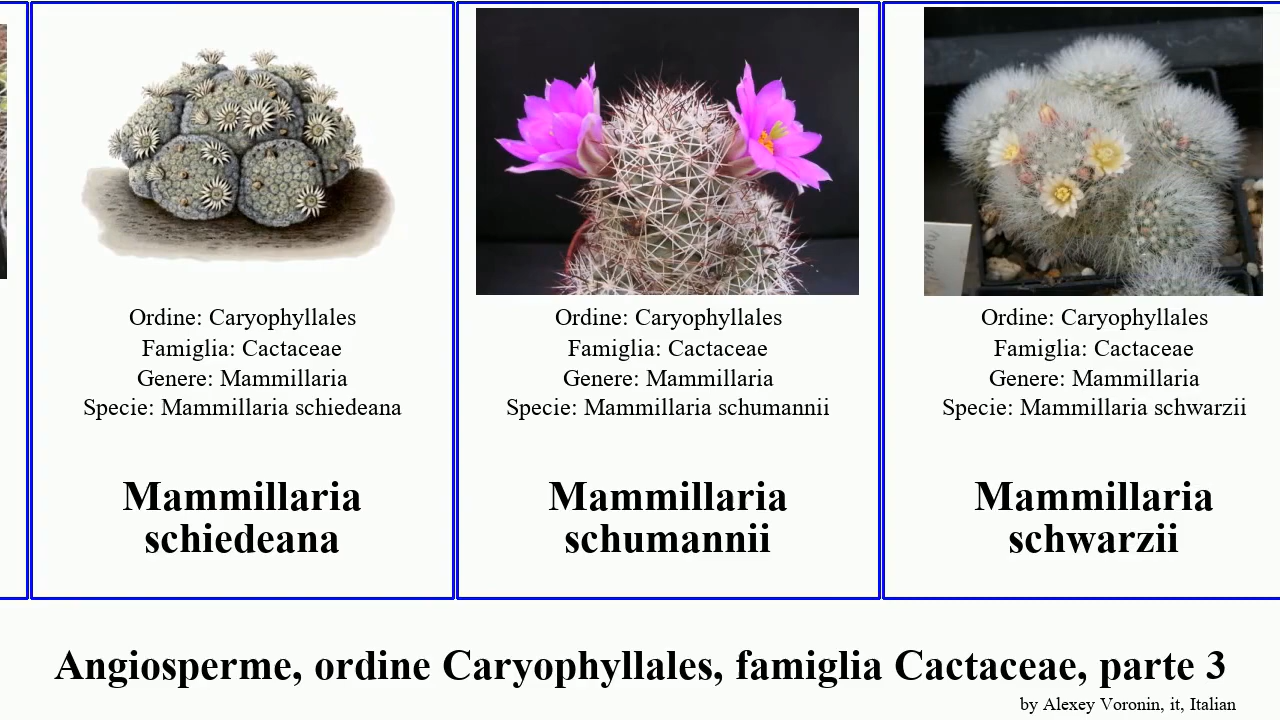 Ordine: Caryophyllales
Famiglia: Cactaceae
Genere: Mammillaria
Specie: Mammillaria schiedeana
Mammillaria
schiedeana
Ordine: Caryophyllales
Famiglia: Cactaceae
Genere: Mammillaria
Specie: Mammillaria schumannii
Mammillaria
schumannii
Ordine: Caryophyllales
Famiglia: Cactaceae
Genere: Mammillaria
Specie: Mammillaria schwarzii
Mammillaria
schwarzii
Angiosperme, ordine Caryophyllales, famiglia Cactaceae, parte 3
by Alexey Voronin, it, Italian